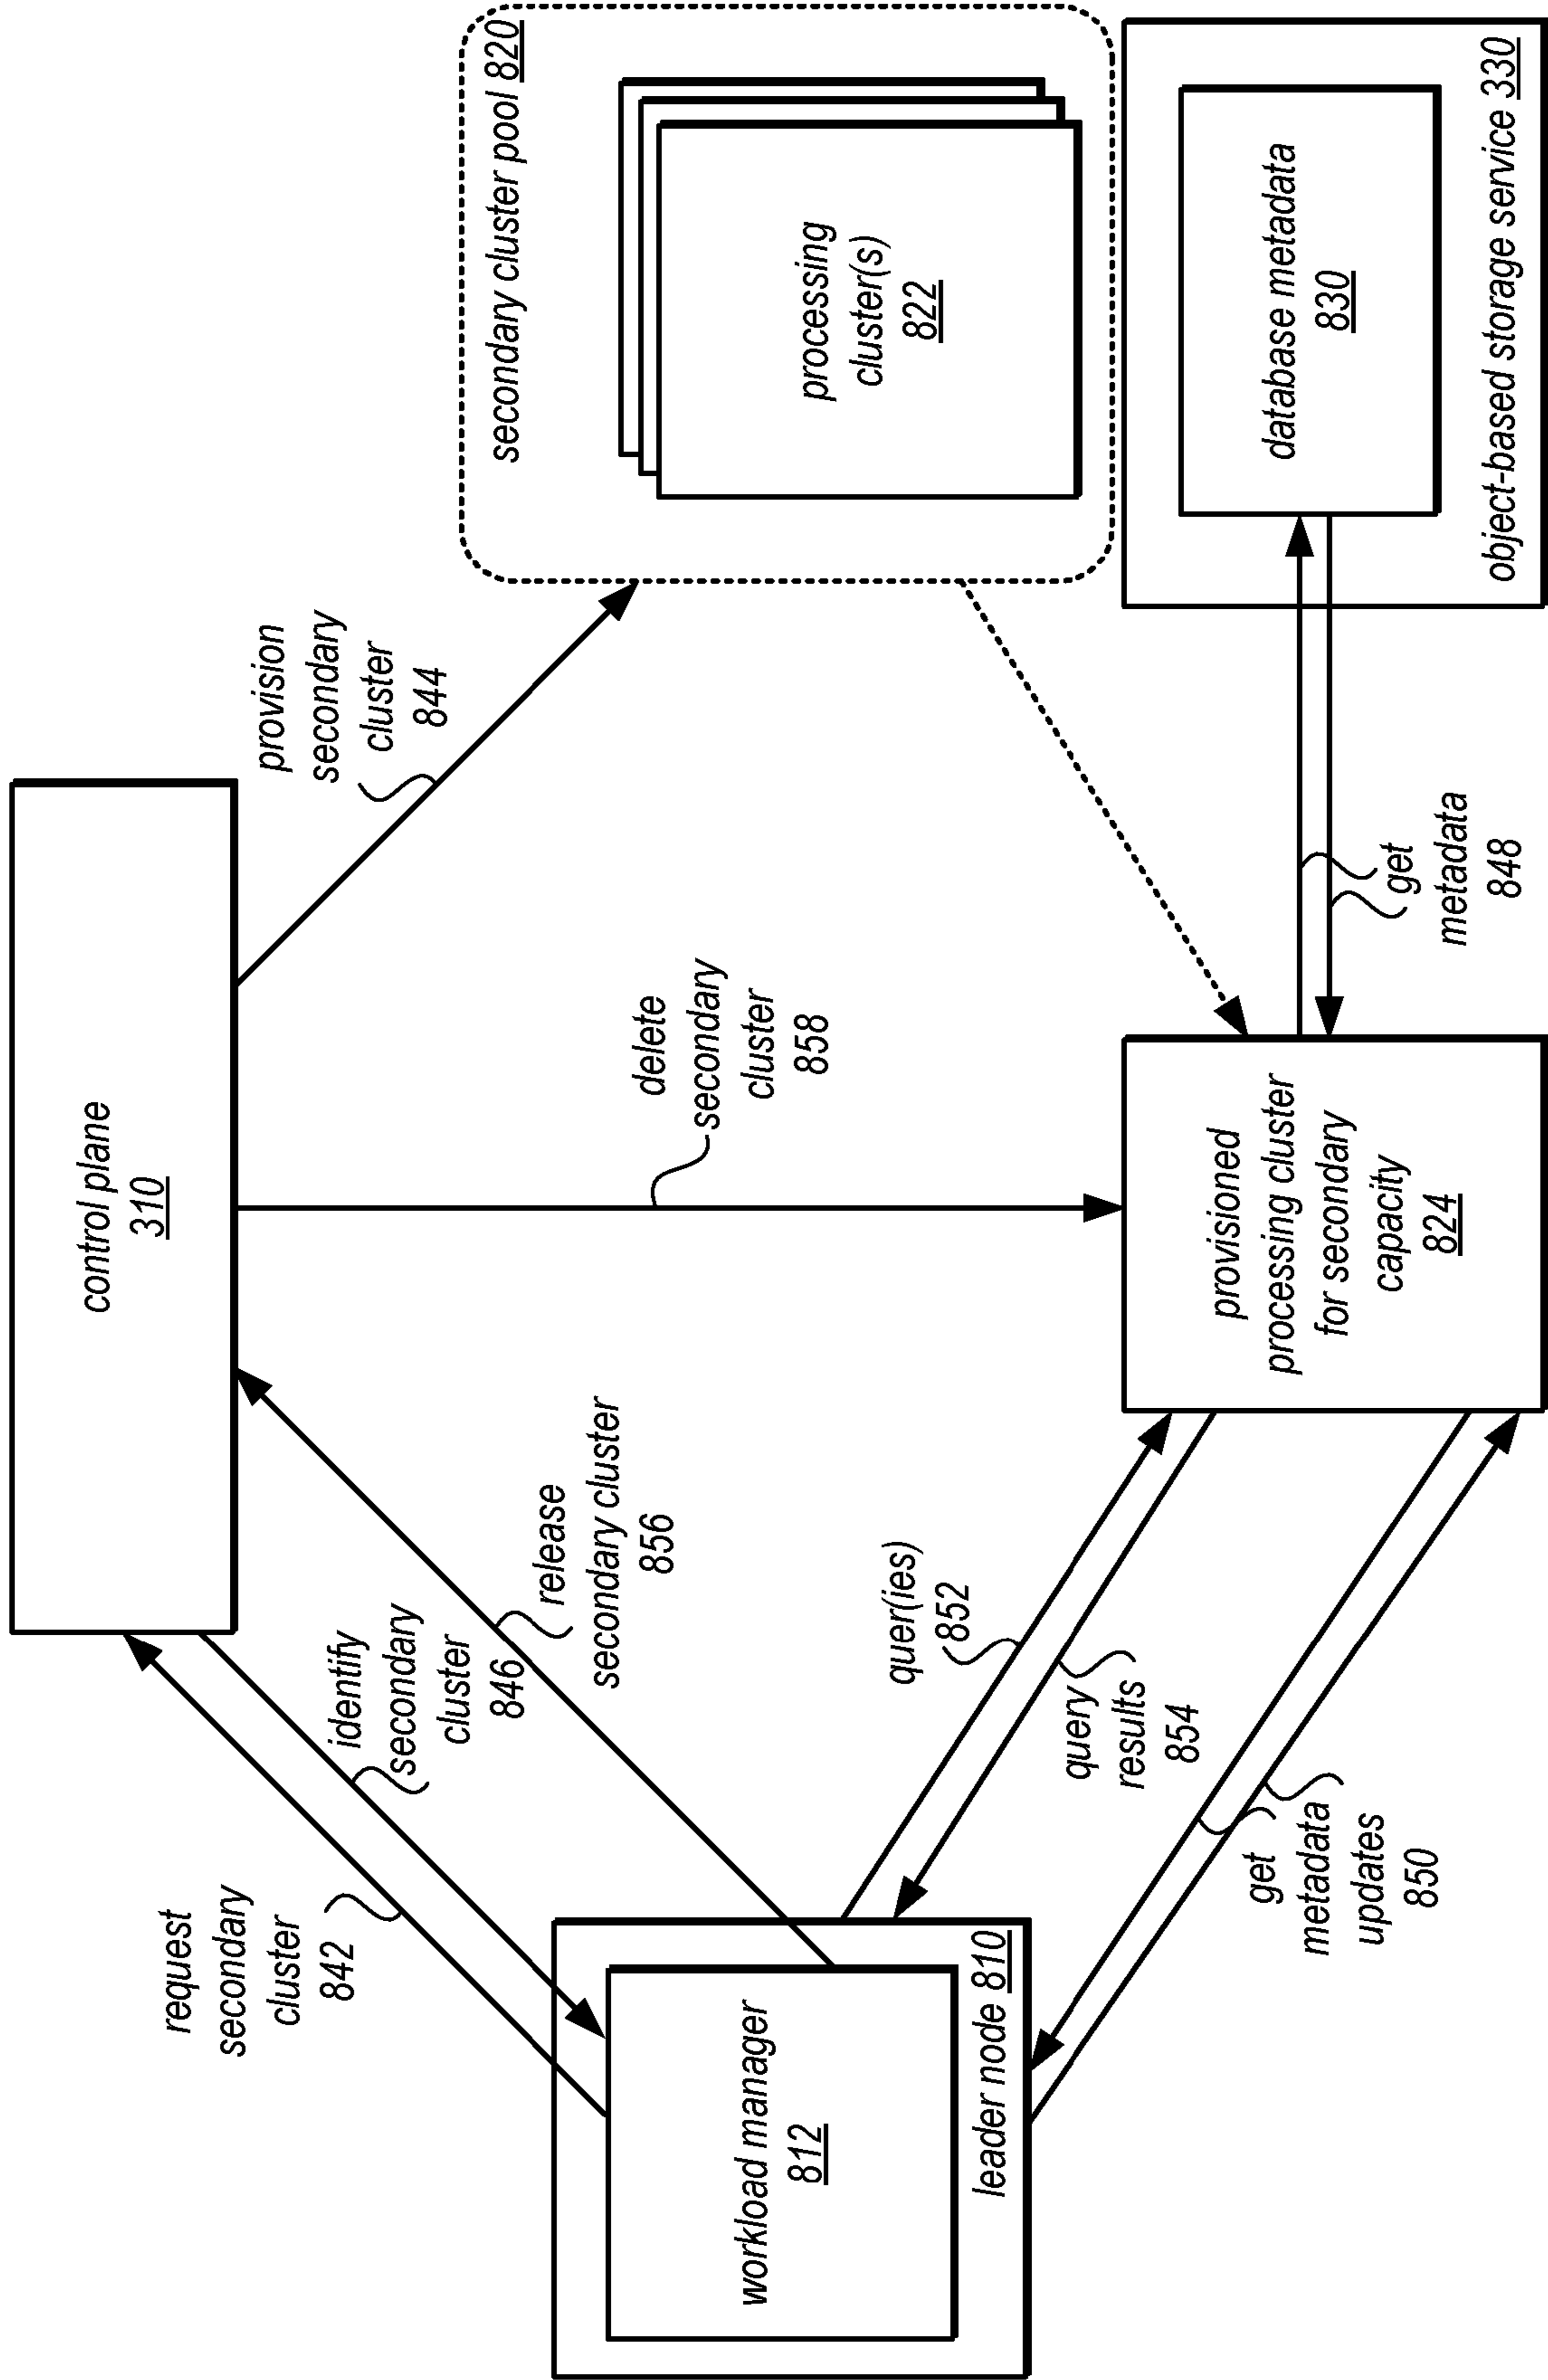 control plane
310
secondary cluster pool 820
processing
cluster(s)
822
provision
secondary
cluster
844
request
secondary
cluster
842
identify
secondary
cluster
846
release
secondary cluster
856
delete
secondary
cluster
858
workload manager
812
leader node 810
quer(ies)
852
query
results
854
get
metadata
updates
850
provisioned
processing cluster
for secondary
capacity
824
get
metadata
848
database metadata
830
object-based storage service 330